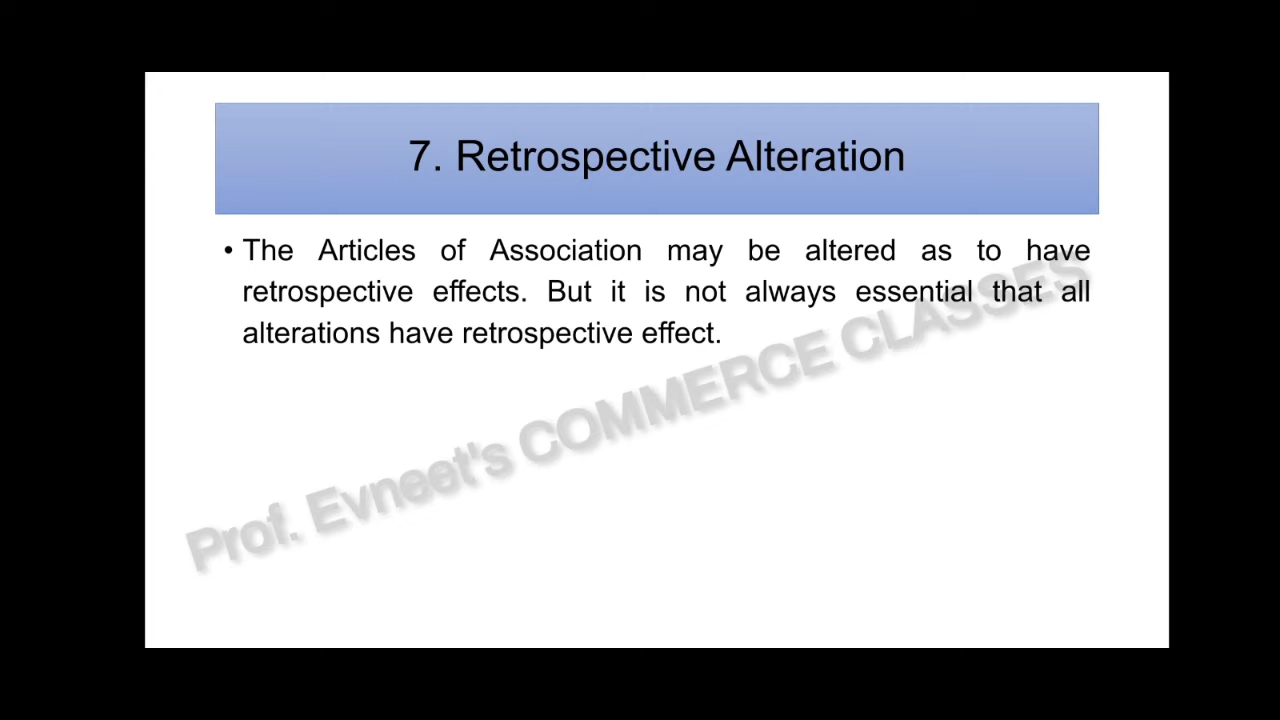 7. Retrospective Alteration
• The Articles of Association may be altered as to have
retrospective effects. But it is not always essential that all
alterations have retrospective effect.
Prof. Evneet's COMMERCE CLASSES